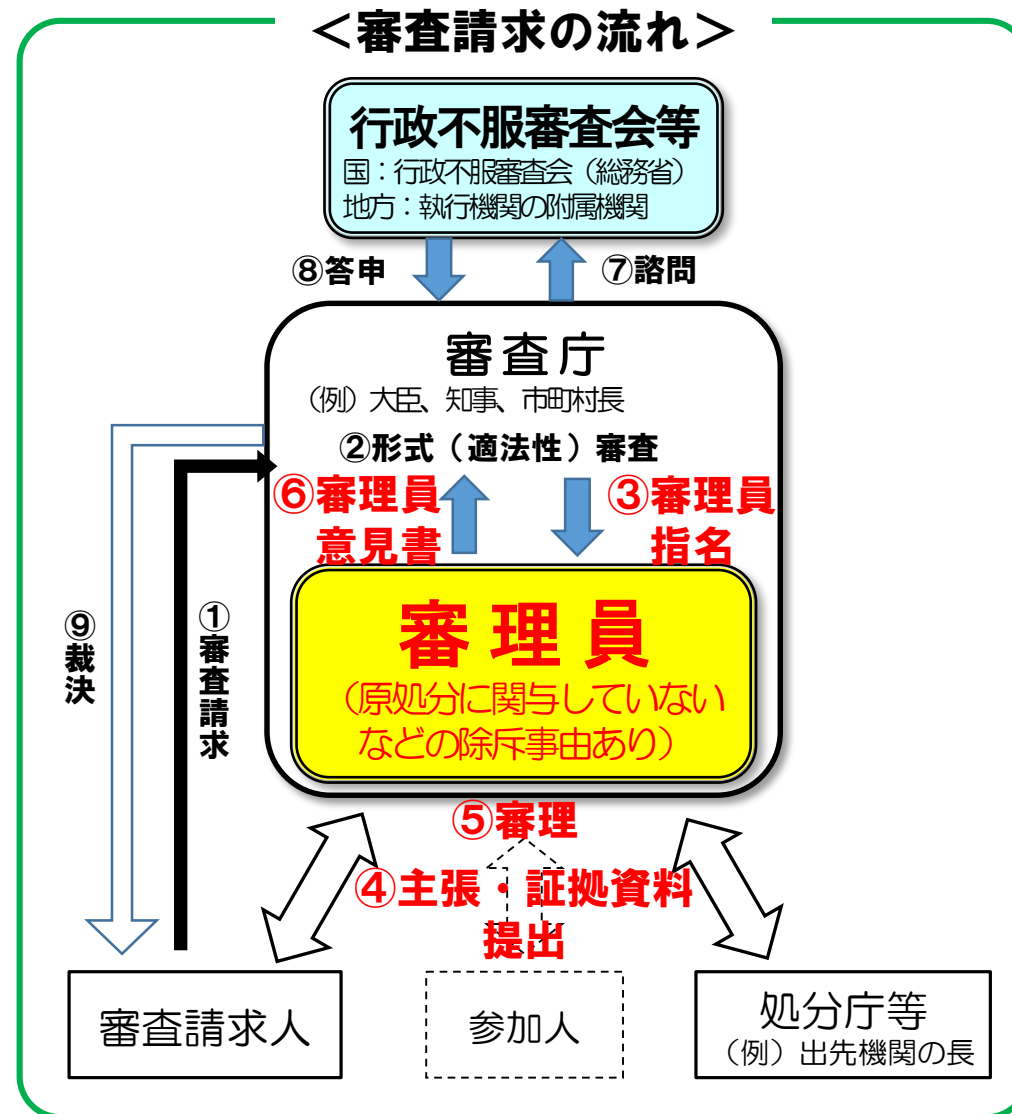 ＜審査請求の流れ＞
行政不服審査会等
国：行政不服審査会（総務省）
地方：執行機関の附属機関
⑧答申
⑦諮問
審査庁
（例）大臣、知事、市町村長
②形式（適法性）審査
⑥審理員
意見書
③審理員
指名
審理員
（原処分に関与していない
などの除斥事由あり）
⑨裁決
①審査請求
⑤審理
④主張・証拠資料
提出
審査請求人
参加人
処分庁等
（例）出先機関の長